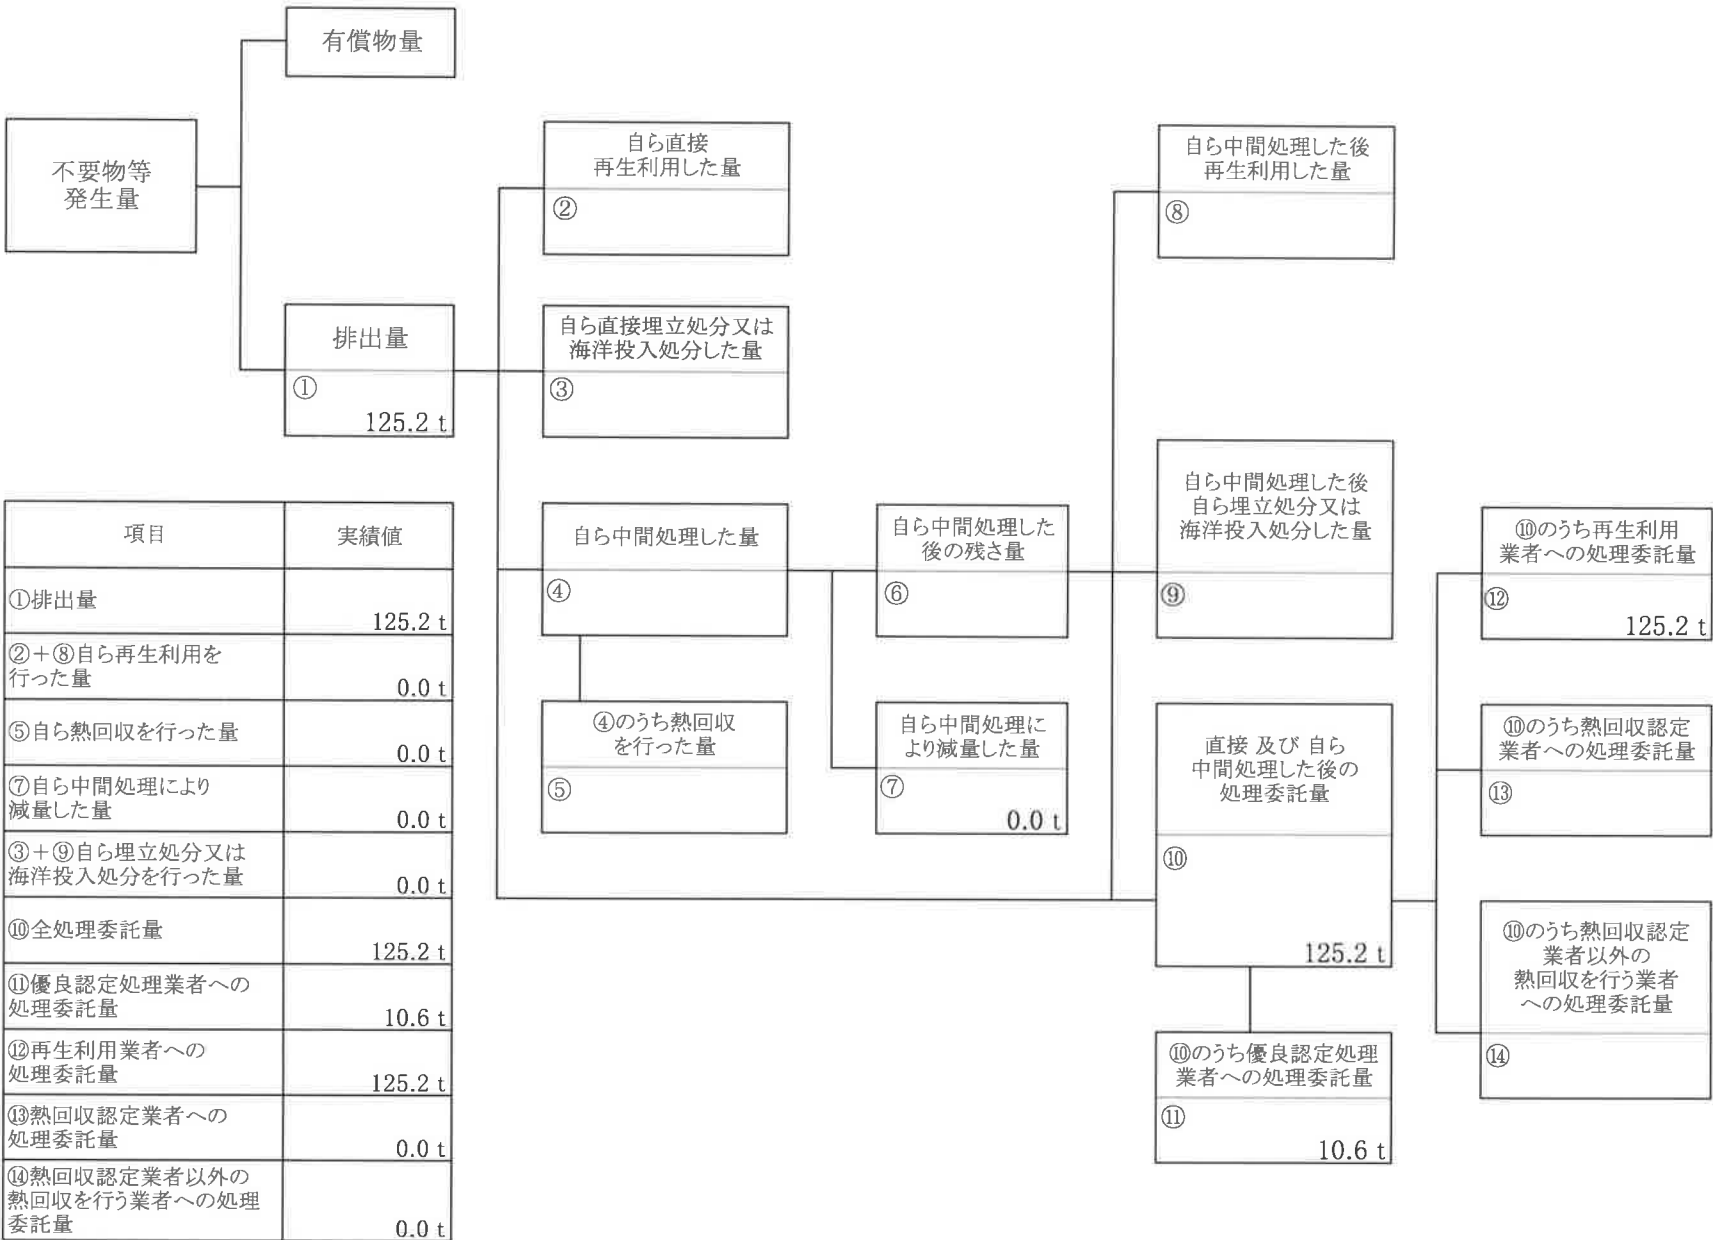 有償物量
不要物等
発生量
排出量
①
125.2 t
自ら直接
再生利用した量
②
自ら直接埋立処分又は
海洋投入処分した量
③
自ら中間処理した量
④
④のうち熱回収
を行った量
⑤
自ら中間処理した
後の残さ量
⑥
自ら中間処理に
より減量した量
⑦
0.0 t
自ら中間処理した後
再生利用した量
⑧
自ら中間処理した後
自ら埋立処分又は
海洋投入処分した量
⑨
直接 及び 自ら
中間処理した後の
処理委託量
⑩
125.2 t
⑩のうち優良認定処理
業者への処理委託量
⑪
10.6 t
⑩のうち再生利用
業者への処理委託量
⑫
125.2 t
⑩のうち熱回収認定
業者への処理委託量
⑬
⑩のうち熱回収認定
業者以外の
熱回収を行う業者
への処理委託量
⑭
項目 実績値
①排出量
125.2 t
②+⑧自ら再生利用を
行った量
0.0 t
⑤自ら熱回収を行った量
0.0 t
⑦自ら中間処理により
減量した量
0.0 t
③+⑨自ら埋立処分又は
海洋投入処分を行った量
0.0 t
⑩全処理委託量
125.2 t
⑪優良認定処理業者への
処理委託量
10.6 t
⑫再生利用業者への
処理委託量
125.2 t
⑬熱回収認定業者への
処理委託量
0.0 t
⑭熱回収認定業者以外の
熱回収を行う業者への処理
委託量
0.0 t